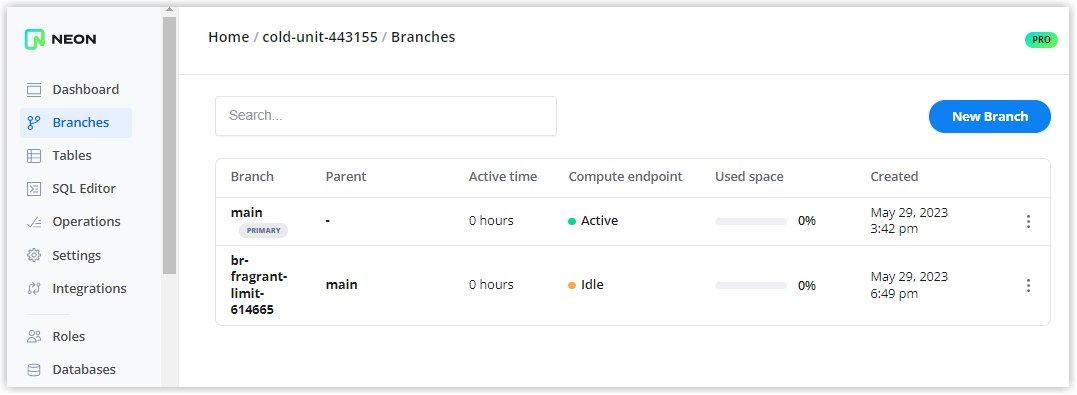 NEON
Home / cold-unit-443155 / Branches
PRO
Dashboard
Branches
Tables
SQL Editor
Operations
Settings
Integrations
Roles
Databases
Search...
New Branch
Branch Parent Active time Compute endpoint Used space Created
main - 0 hours Active 0% May 29, 2023
PRIMARY 3:42 pm
br-
fragrant-
limit-
614665
main 0 hours Idle 0% May 29, 2023
6:49 pm